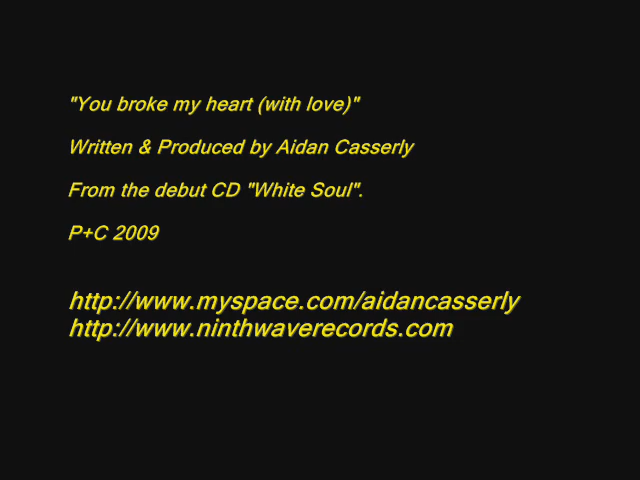 "You broke my heart (with love)"
Written & Produced by Aidan Casserly
From the debut CD "White Soul".
P+C 2009
http://www.myspace.com/aidancasserly
http://www.ninthwaverecords.com